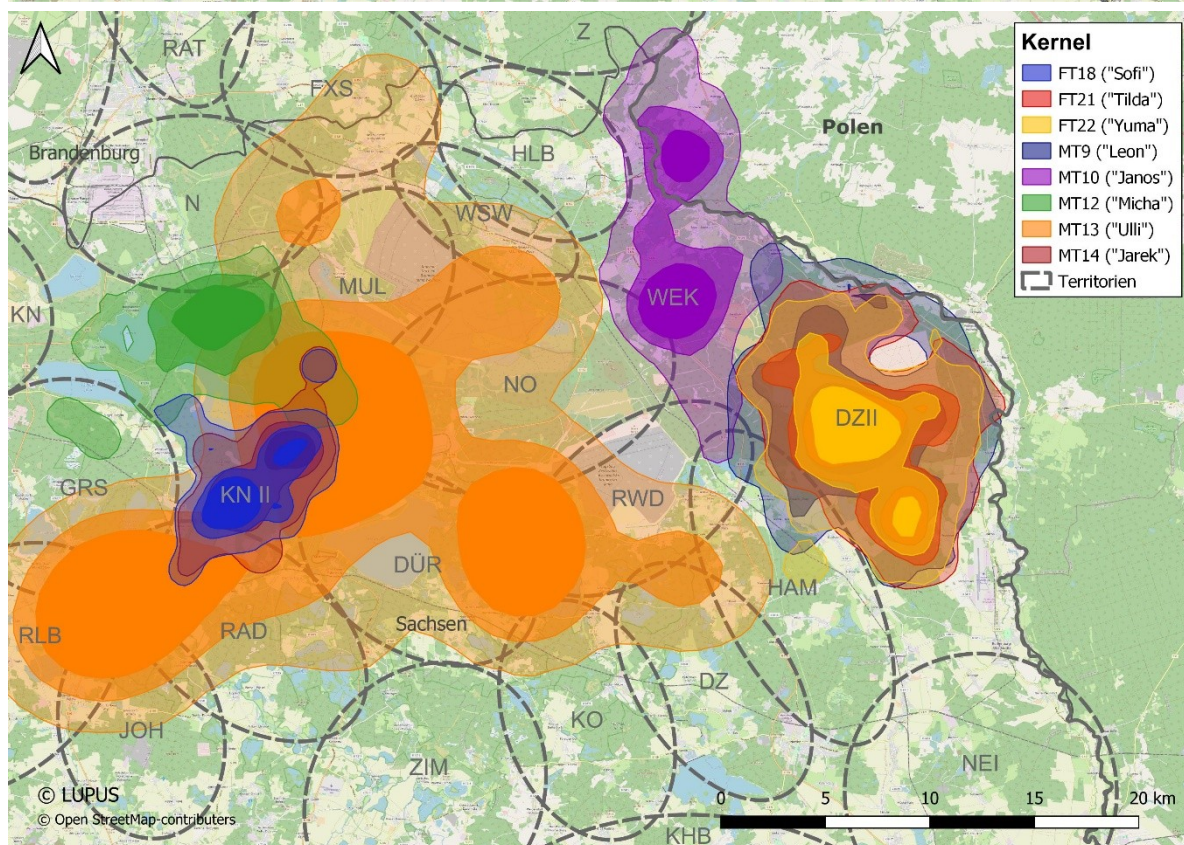 RAT
Z
Kernel
FT18 ("Sofi")
FT21 ("Tilda")
FT22 ("Yuma")
MT9 ("Leon")
MT10 ("Janos")
MT12 ("Micha")
MT13 ("Ulli")
MT14 ("Jarek")
Territorien
FXS
Polen
Brandenburg
HLB
N
WSW
MUL
WEK
KN
NO
DZII
GRS
KN II
RWD
DÜR
HAM
RLB
RAD
Sachsen
DZ
JOH
KO
ZIM
NEI
© LUPUS
© Open StreetMap-contributers
0 5 10 15 20 km
KHB